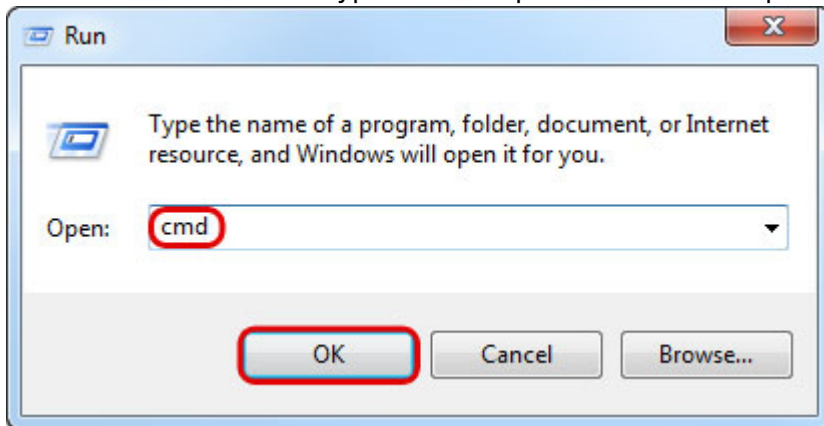 Run
Type the name of a program, folder, document, or Internet
resource, and Windows will open it for you.
Open: cmd
OK Cancel Browse...